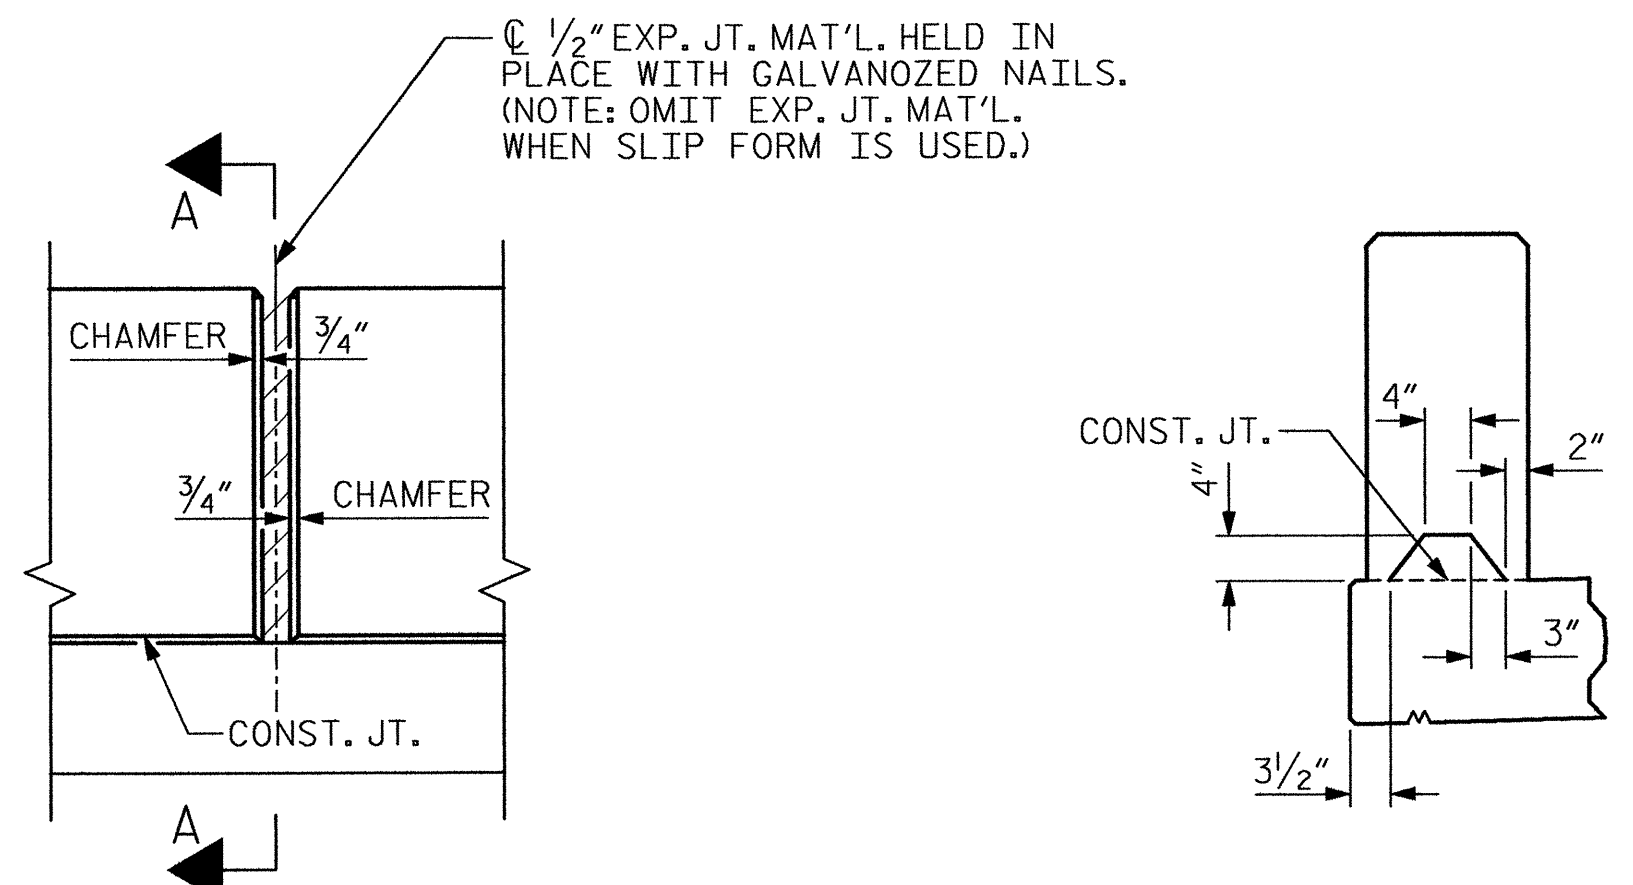 ℄ 1/2" EXP. JT. MAT'L. HELD IN
PLACE WITH GALVANOZED NAILS.
(NOTE: OMIT EXP. JT. MAT'L.
WHEN SLIP FORM IS USED.)
A
CHAMFER 3/4"
3/4" CHAMFER
CONST. JT.
A
4"
CONST. JT.
2"
4"
3"
3 1/2"